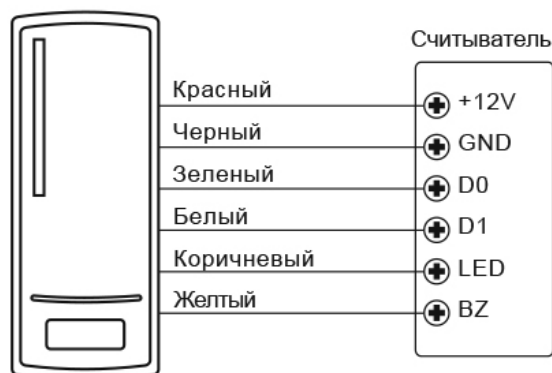 Считыватель
Красный +12V
Черный GND
Зеленый D0
Белый D1
Коричневый LED
Желтый BZ